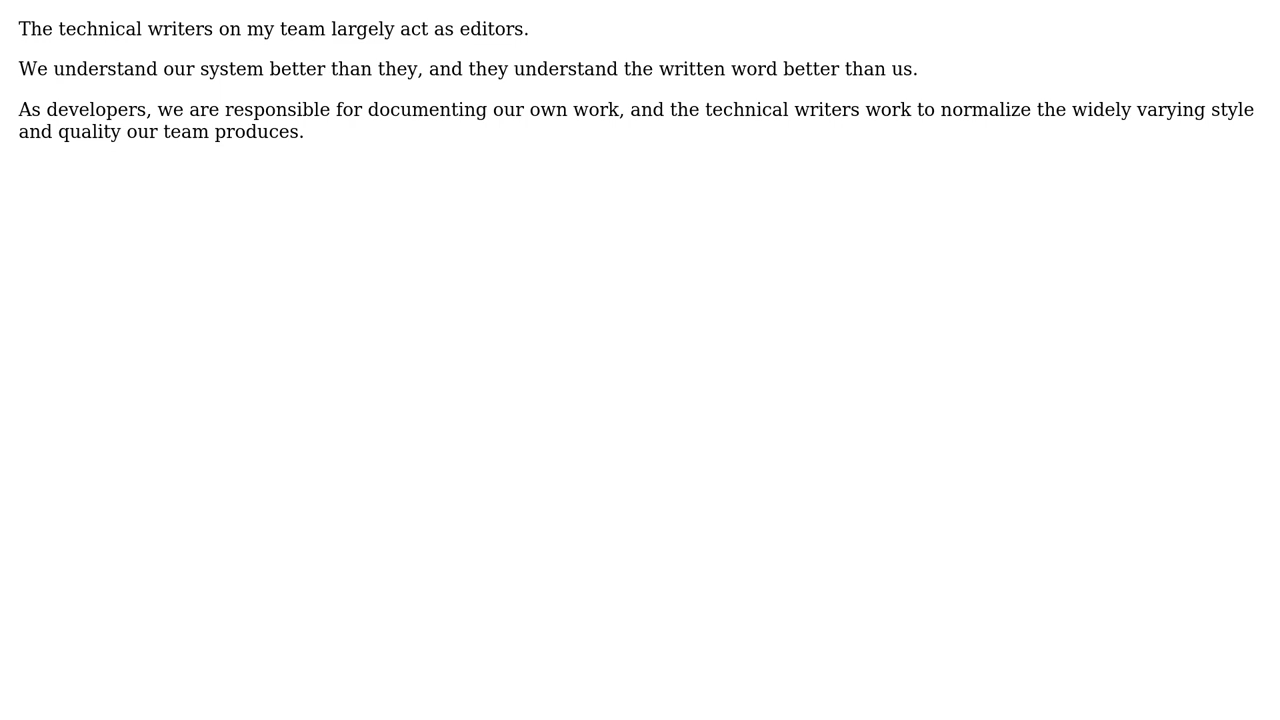 The technical writers on my team largely act as editors.
We understand our system better than they, and they understand the written word better than us.
As developers, we are responsible for documenting our own work, and the technical writers work to normalize the widely varying style
and quality our team produces.